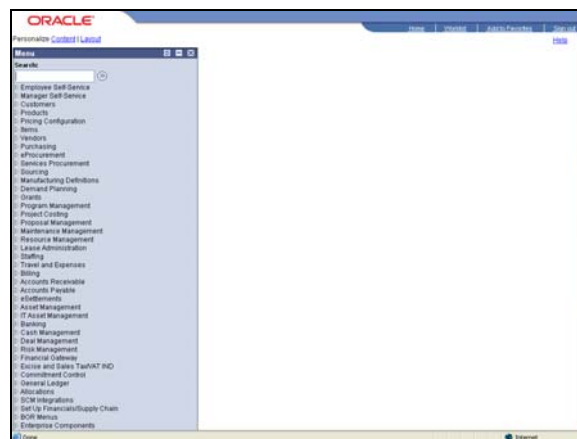 ORACLE
Home Worklist Add to Favorites Sign out
Personalize Content | Layout
Help
Menu
Search:
Employee Self-Service
Manager Self-Service
Customers
Products
Pricing Configuration
Items
Vendors
Purchasing
eProcurement
Services Procurement
Sourcing
Manufacturing Definitions
Demand Planning
Grants
Program Management
Project Costing
Proposal Management
Maintenance Management
Resource Management
Lease Administration
Staffing
Travel and Expenses
Billing
Accounts Receivable
Accounts Payable
eSettlements
Asset Management
IT Asset Management
Banking
Cash Management
Deal Management
Risk Management
Financial Gateway
Excise and Sales Tax/VAT IND
Commitment Control
General Ledger
Allocations
SCM Integrations
Set Up Financials/Supply Chain
BOR Menus
Enterprise Components
Done
Internet